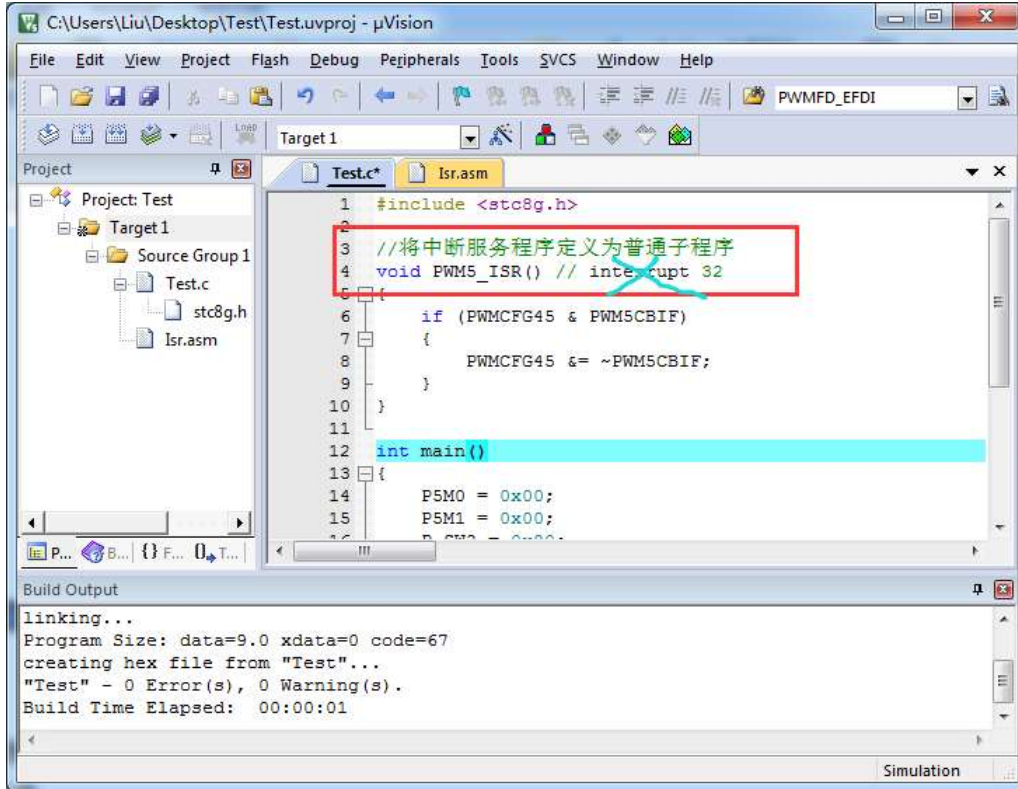 C:\Users\Liu\Desktop\Test\Test.uvproj - µVision
File Edit View Project Flash Debug Peripherals Tools SVCS Window Help
PWMFD_EFDI
LOAD Target 1
Project
Test.c* Isr.asm
Project: Test
Target 1
Source Group 1
Test.c
stc8g.h
Isr.asm
1 #include <stc8g.h>
2
3 //将中断服务程序定义为普通子程序
4 void PWM5_ISR() // interrupt 32
5 {
6 if (PWMCFG45 & PWM5CBIF)
7 {
8 PWMCFG45 &= ~PWM5CBIF;
9 }
10 }
11
12 int main()
13 {
14 P5M0 = 0x00;
15 P5M1 = 0x00;
P... B... {} F... T...
Build Output
linking...
Program Size: data=9.0 xdata=0 code=67
creating hex file from "Test"...
"Test" - 0 Error(s), 0 Warning(s).
Build Time Elapsed: 00:00:01
Simulation